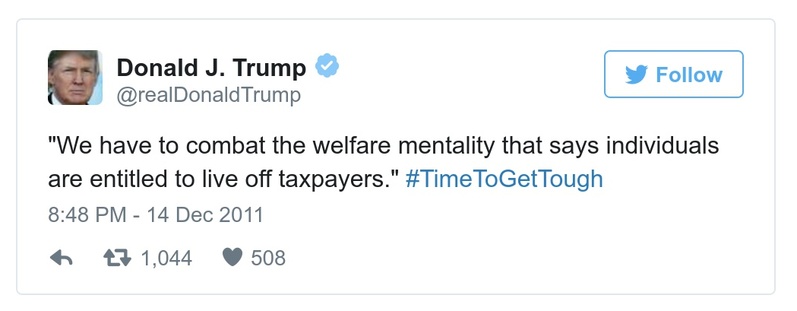 Donald J. Trump
@realDonaldTrump
Follow
"We have to combat the welfare mentality that says individuals
are entitled to live off taxpayers." #TimeToGetTough
8:48 PM - 14 Dec 2011
1,044 508